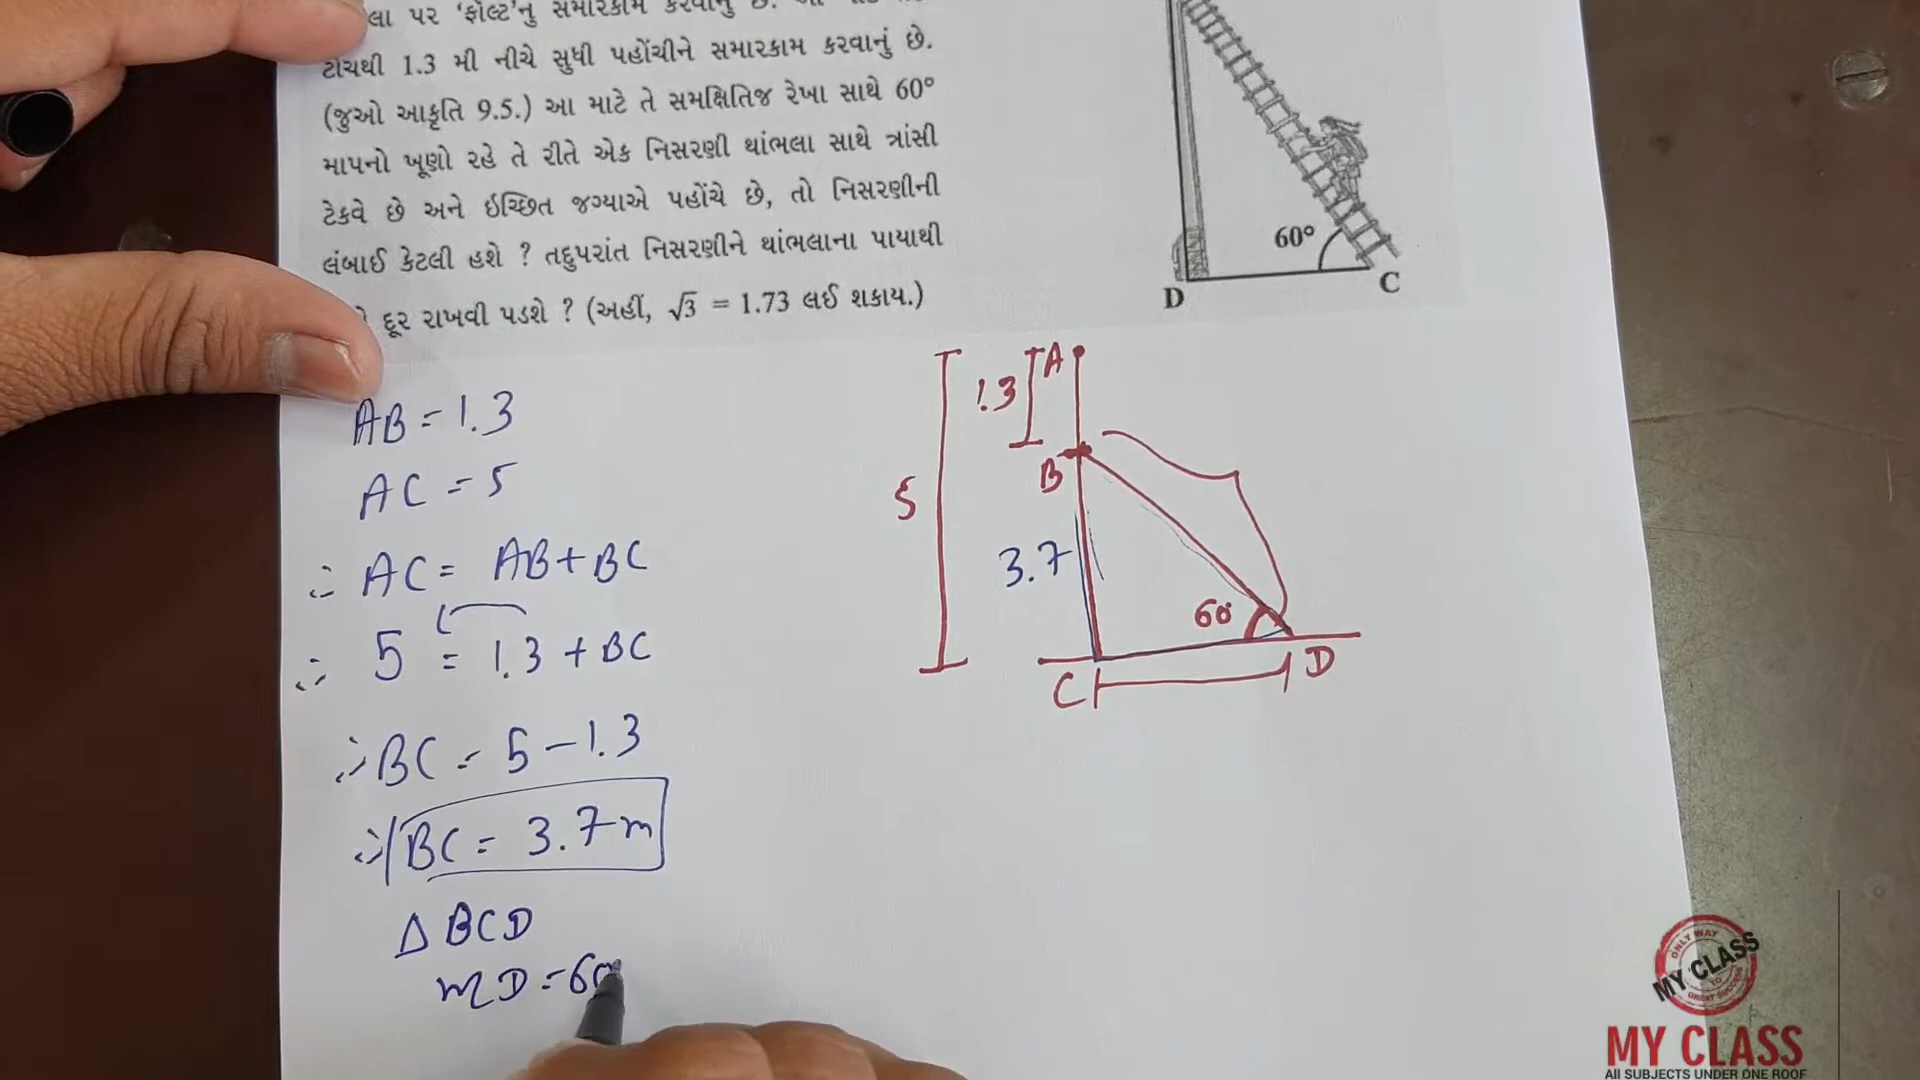 પર ‘ફોલ્ટ’નું સમારકામ કરવાનું છે.
ટોચથી 1.3 મી નીચે સુધી પહોંચીને સમારકામ કરવાનું છે.
(જુઓ આકૃતિ 9.5.) આ માટે તે સમક્ષિતિજ રેખા સાથે 60°
માપનો ખૂણો રહે તે રીતે એક નિસરણી થાંભલા સાથે ત્રાંસી
ટેકવે છે અને ઇચ્છિત જગ્યાએ પહોંચે છે, તો નિસરણીની
લંબાઈ કેટલી હશે ? તદુપરાંત નિસરણીને થાંભલાના પાયાથી
દૂર રાખવી પડશે ? (અહીં, √3 = 1.73 લઈ શકાય.)
60°
D
C
AB = 1.3
AC = 5
∴ AC = AB + BC
∴ 5 = 1.3 + BC
∴ BC = 5 - 1.3
∴ BC = 3.7 m
Δ BCD
m∠D = 60
A
1.3
B
5
3.7
60°
C
D
ONLY WAY
MY CLASS
TO
GREAT SUCCESS
MY CLASS
All SUBJECTS UNDER ONE ROOF